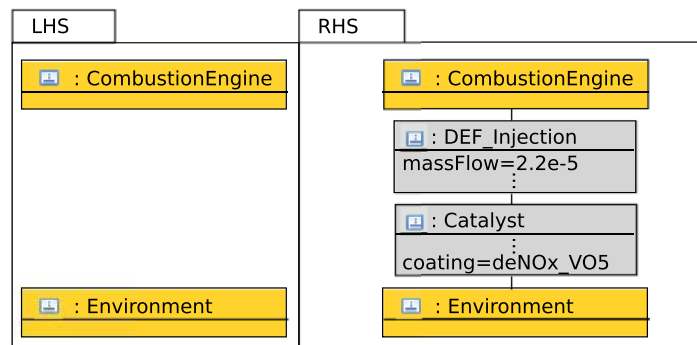 LHS
RHS
: CombustionEngine
: CombustionEngine
: DEF_Injection
massFlow=2.2e-5
⋮
: Catalyst
⋮
coating=deNOx_VO5
: Environment
: Environment